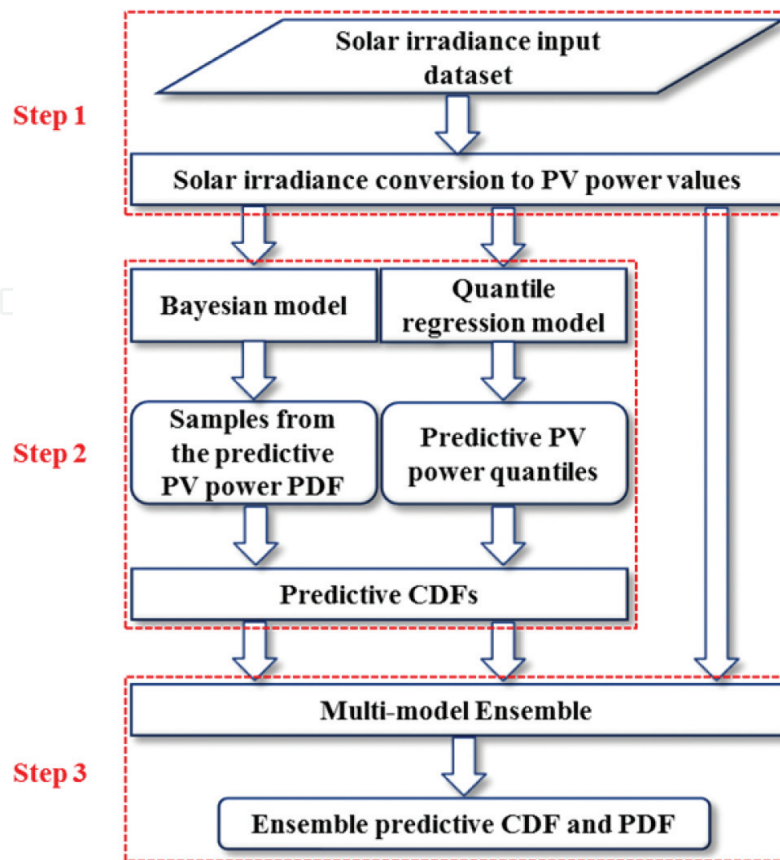 Solar irradiance input
dataset
Step 1
Solar irradiance conversion to PV power values
Bayesian model
Quantile
regression model
Step 2
Samples from
the predictive
PV power PDF
Predictive PV
power quantiles
Predictive CDFs
Multi-model Ensemble
Step 3
Ensemble predictive CDF and PDF